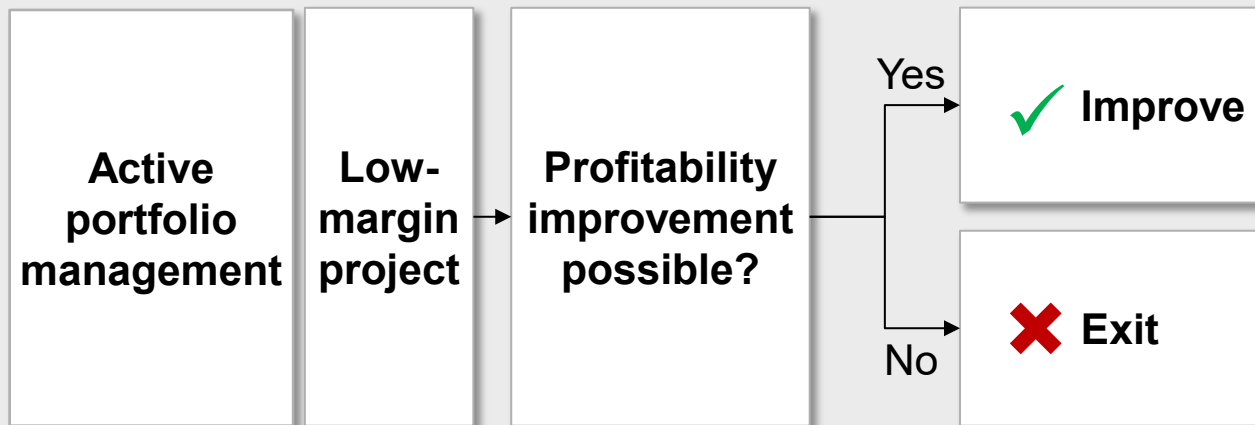 Active
portfolio
management
Low-
margin
project
Profitability
improvement
possible?
Yes
Improve
No
Exit